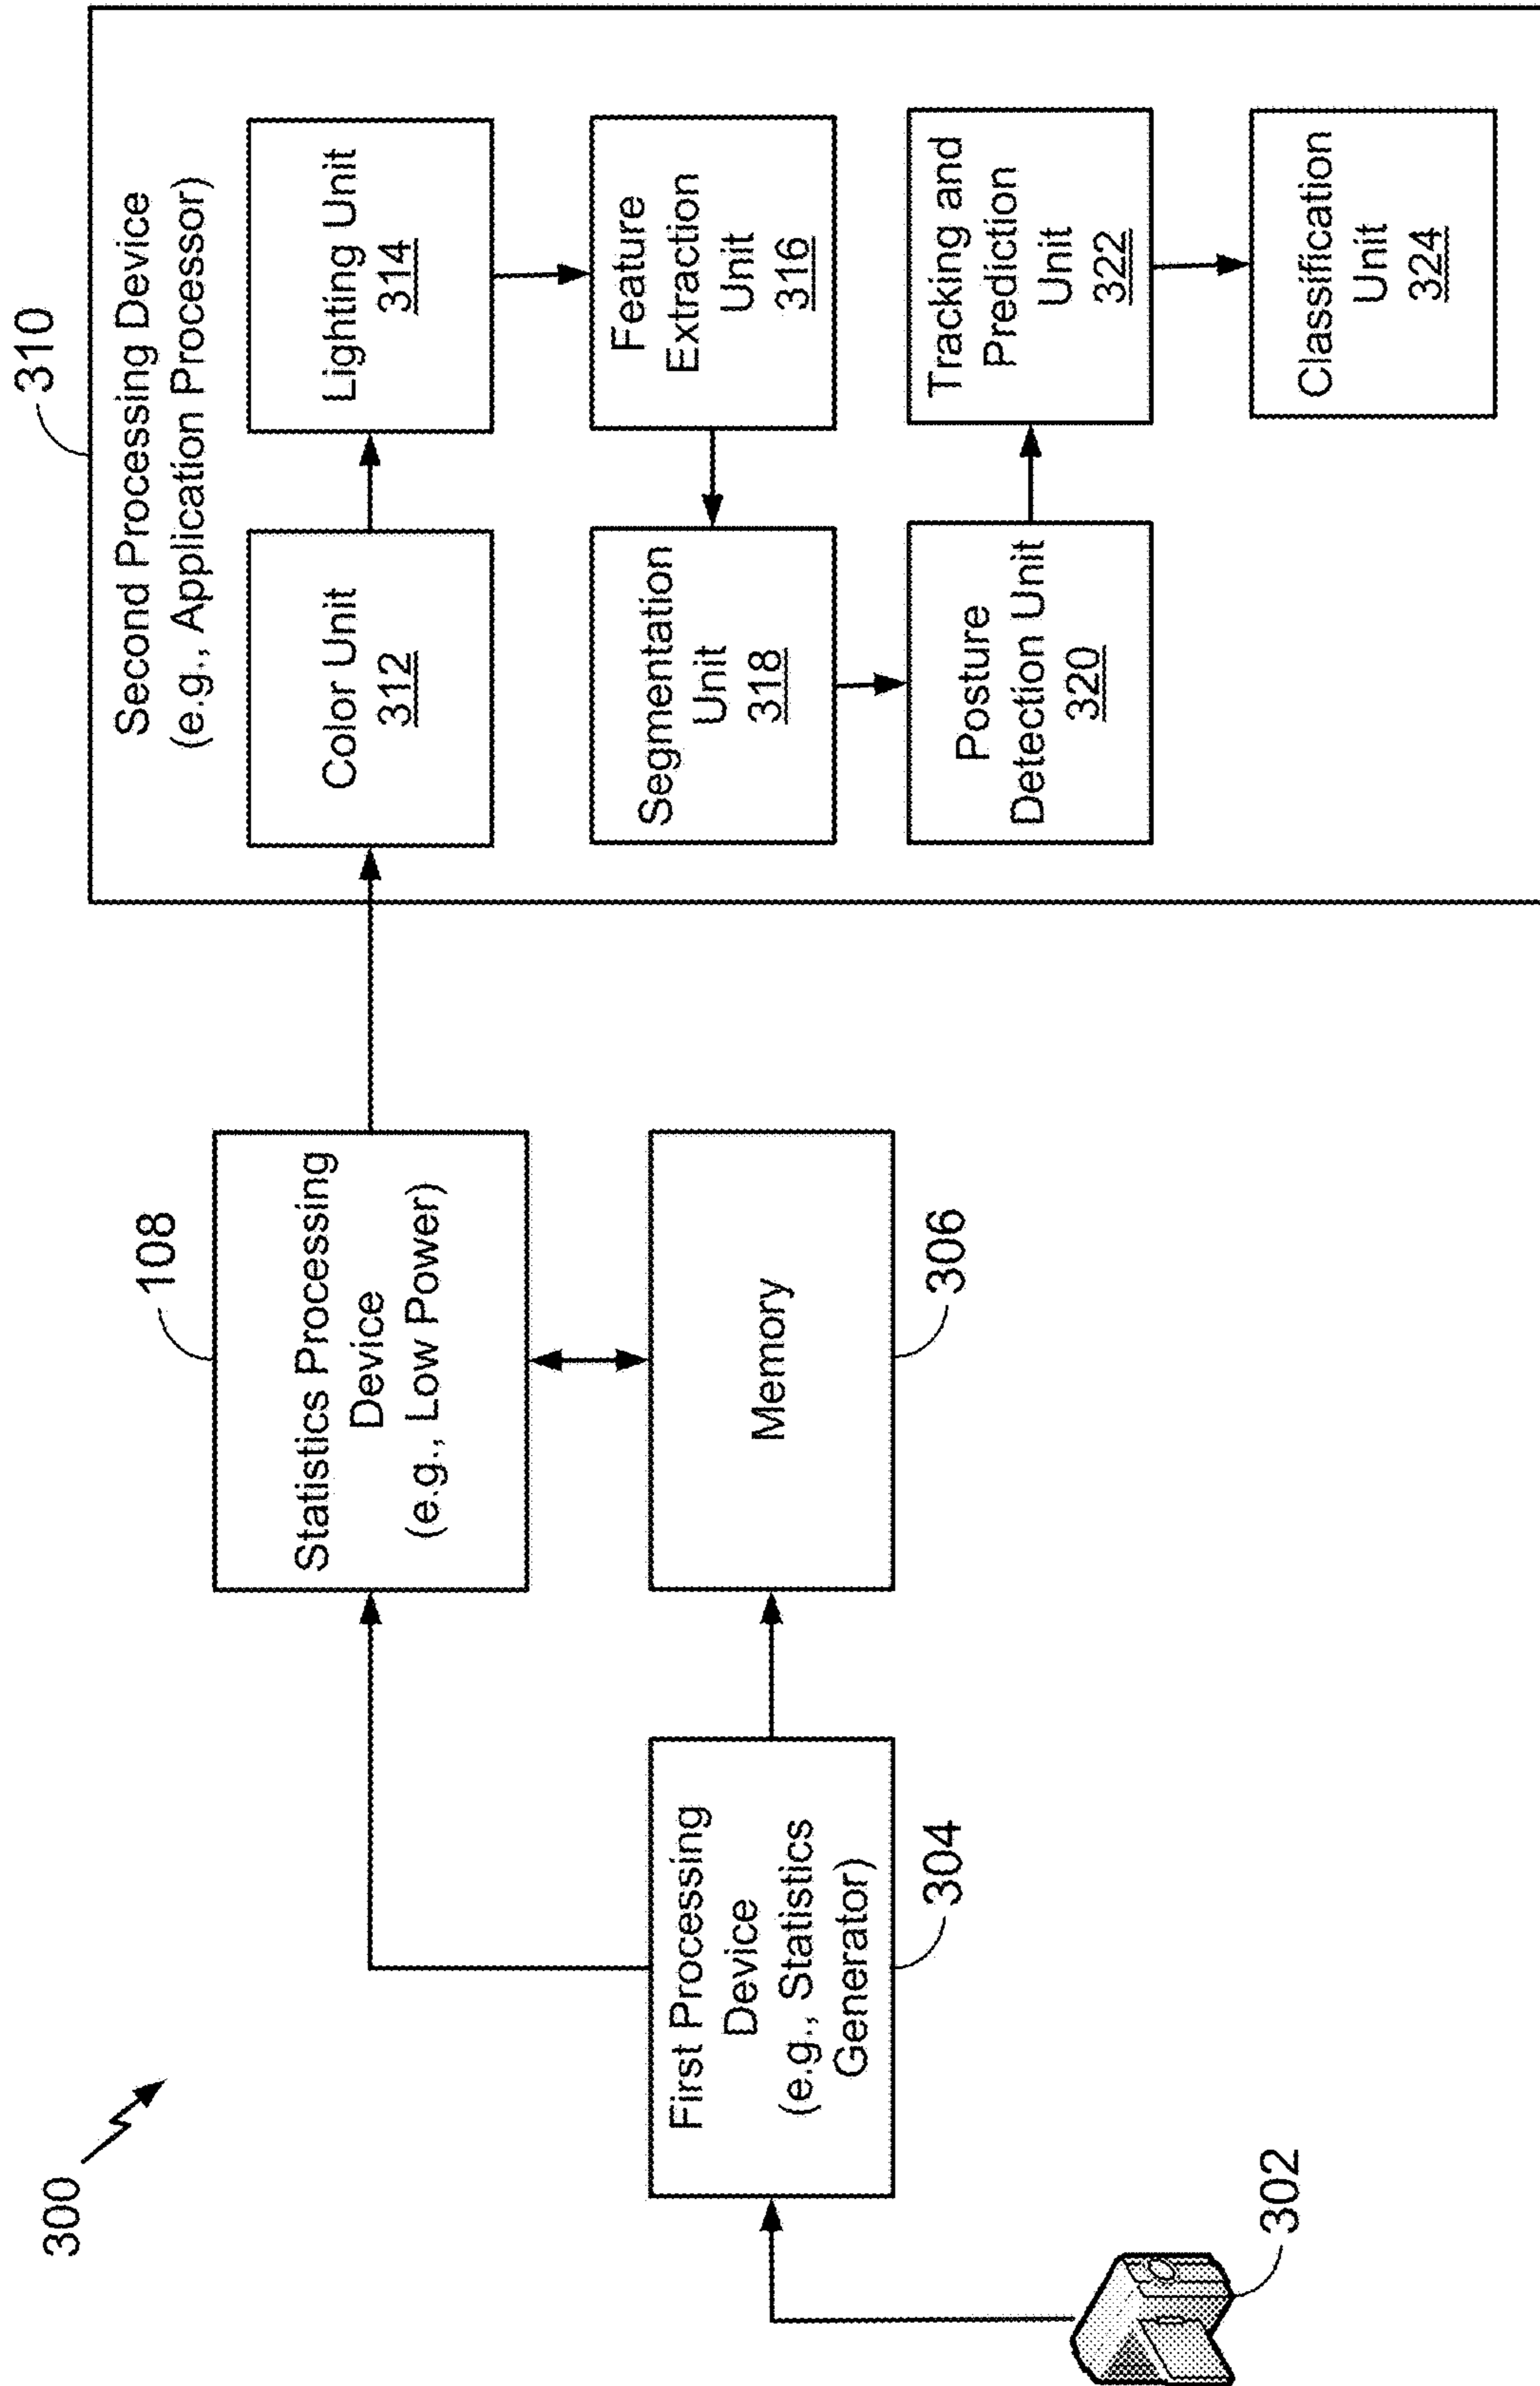 300
302
First Processing
Device
(e.g., Statistics
Generator)
304
108
Statistics Processing
Device
(e.g., Low Power)
Memory
306
310
Second Processing Device
(e.g., Application Processor)
Color Unit
312
Lighting Unit
314
Feature
Extraction
Unit
316
Segmentation
Unit
318
Posture
Detection Unit
320
Tracking and
Prediction
Unit
322
Classification
Unit
324